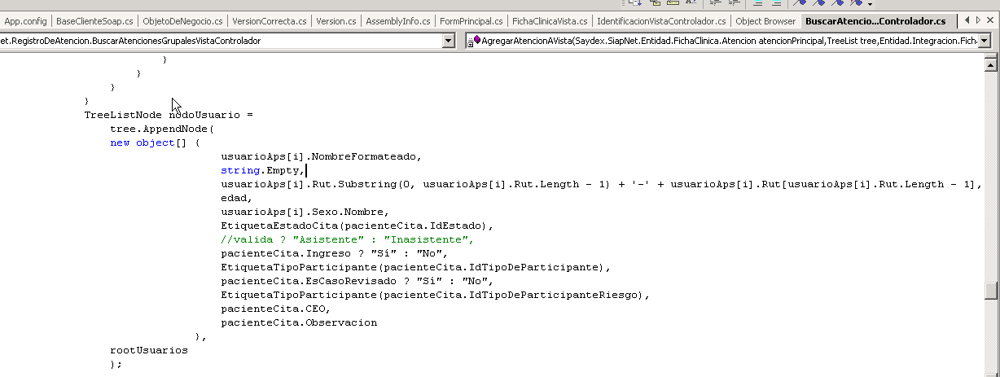 App.config BaseClienteSoap.cs ObjetoDeNegocio.cs VersionCorrecta.cs Version.cs AssemblyInfo.cs FormPrincipal.cs FichaClinicaVista.cs IdentificacionVistaControlador.cs Object Browser BuscarAtencio...Controlador.cs
et.RegistroDeAtencion.BuscarAtencionesGrupalesVistaControlador AgregarAtencionAVista(Saydex.SiapNet.Entidad.FichaClinica.Atencion atencionPrincipal,TreeList tree,Entidad.Integracion.Fich
}
}
}
}
TreeListNode nodoUsuario =
tree.AppendNode(
new object[] {
usuarioAps[i].NombreFormateado,
string.Empty,
usuarioAps[i].Rut.Substring(0, usuarioAps[i].Rut.Length - 1) + '-' + usuarioAps[i].Rut[usuarioAps[i].Rut.Length - 1],
edad,
usuarioAps[i].Sexo.Nombre,
EtiquetaEstadoCita(pacienteCita.IdEstado),
//valida ? "Asistente" : "Inasistente",
pacienteCita.Ingreso ? "Sí" : "No",
EtiquetaTipoParticipante(pacienteCita.IdTipoDeParticipante),
pacienteCita.EsCasoRevisado ? "Sí" : "No",
EtiquetaTipoParticipante(pacienteCita.IdTipoDeParticipanteRiesgo),
pacienteCita.CEO,
pacienteCita.Observacion
},
rootUsuarios
);